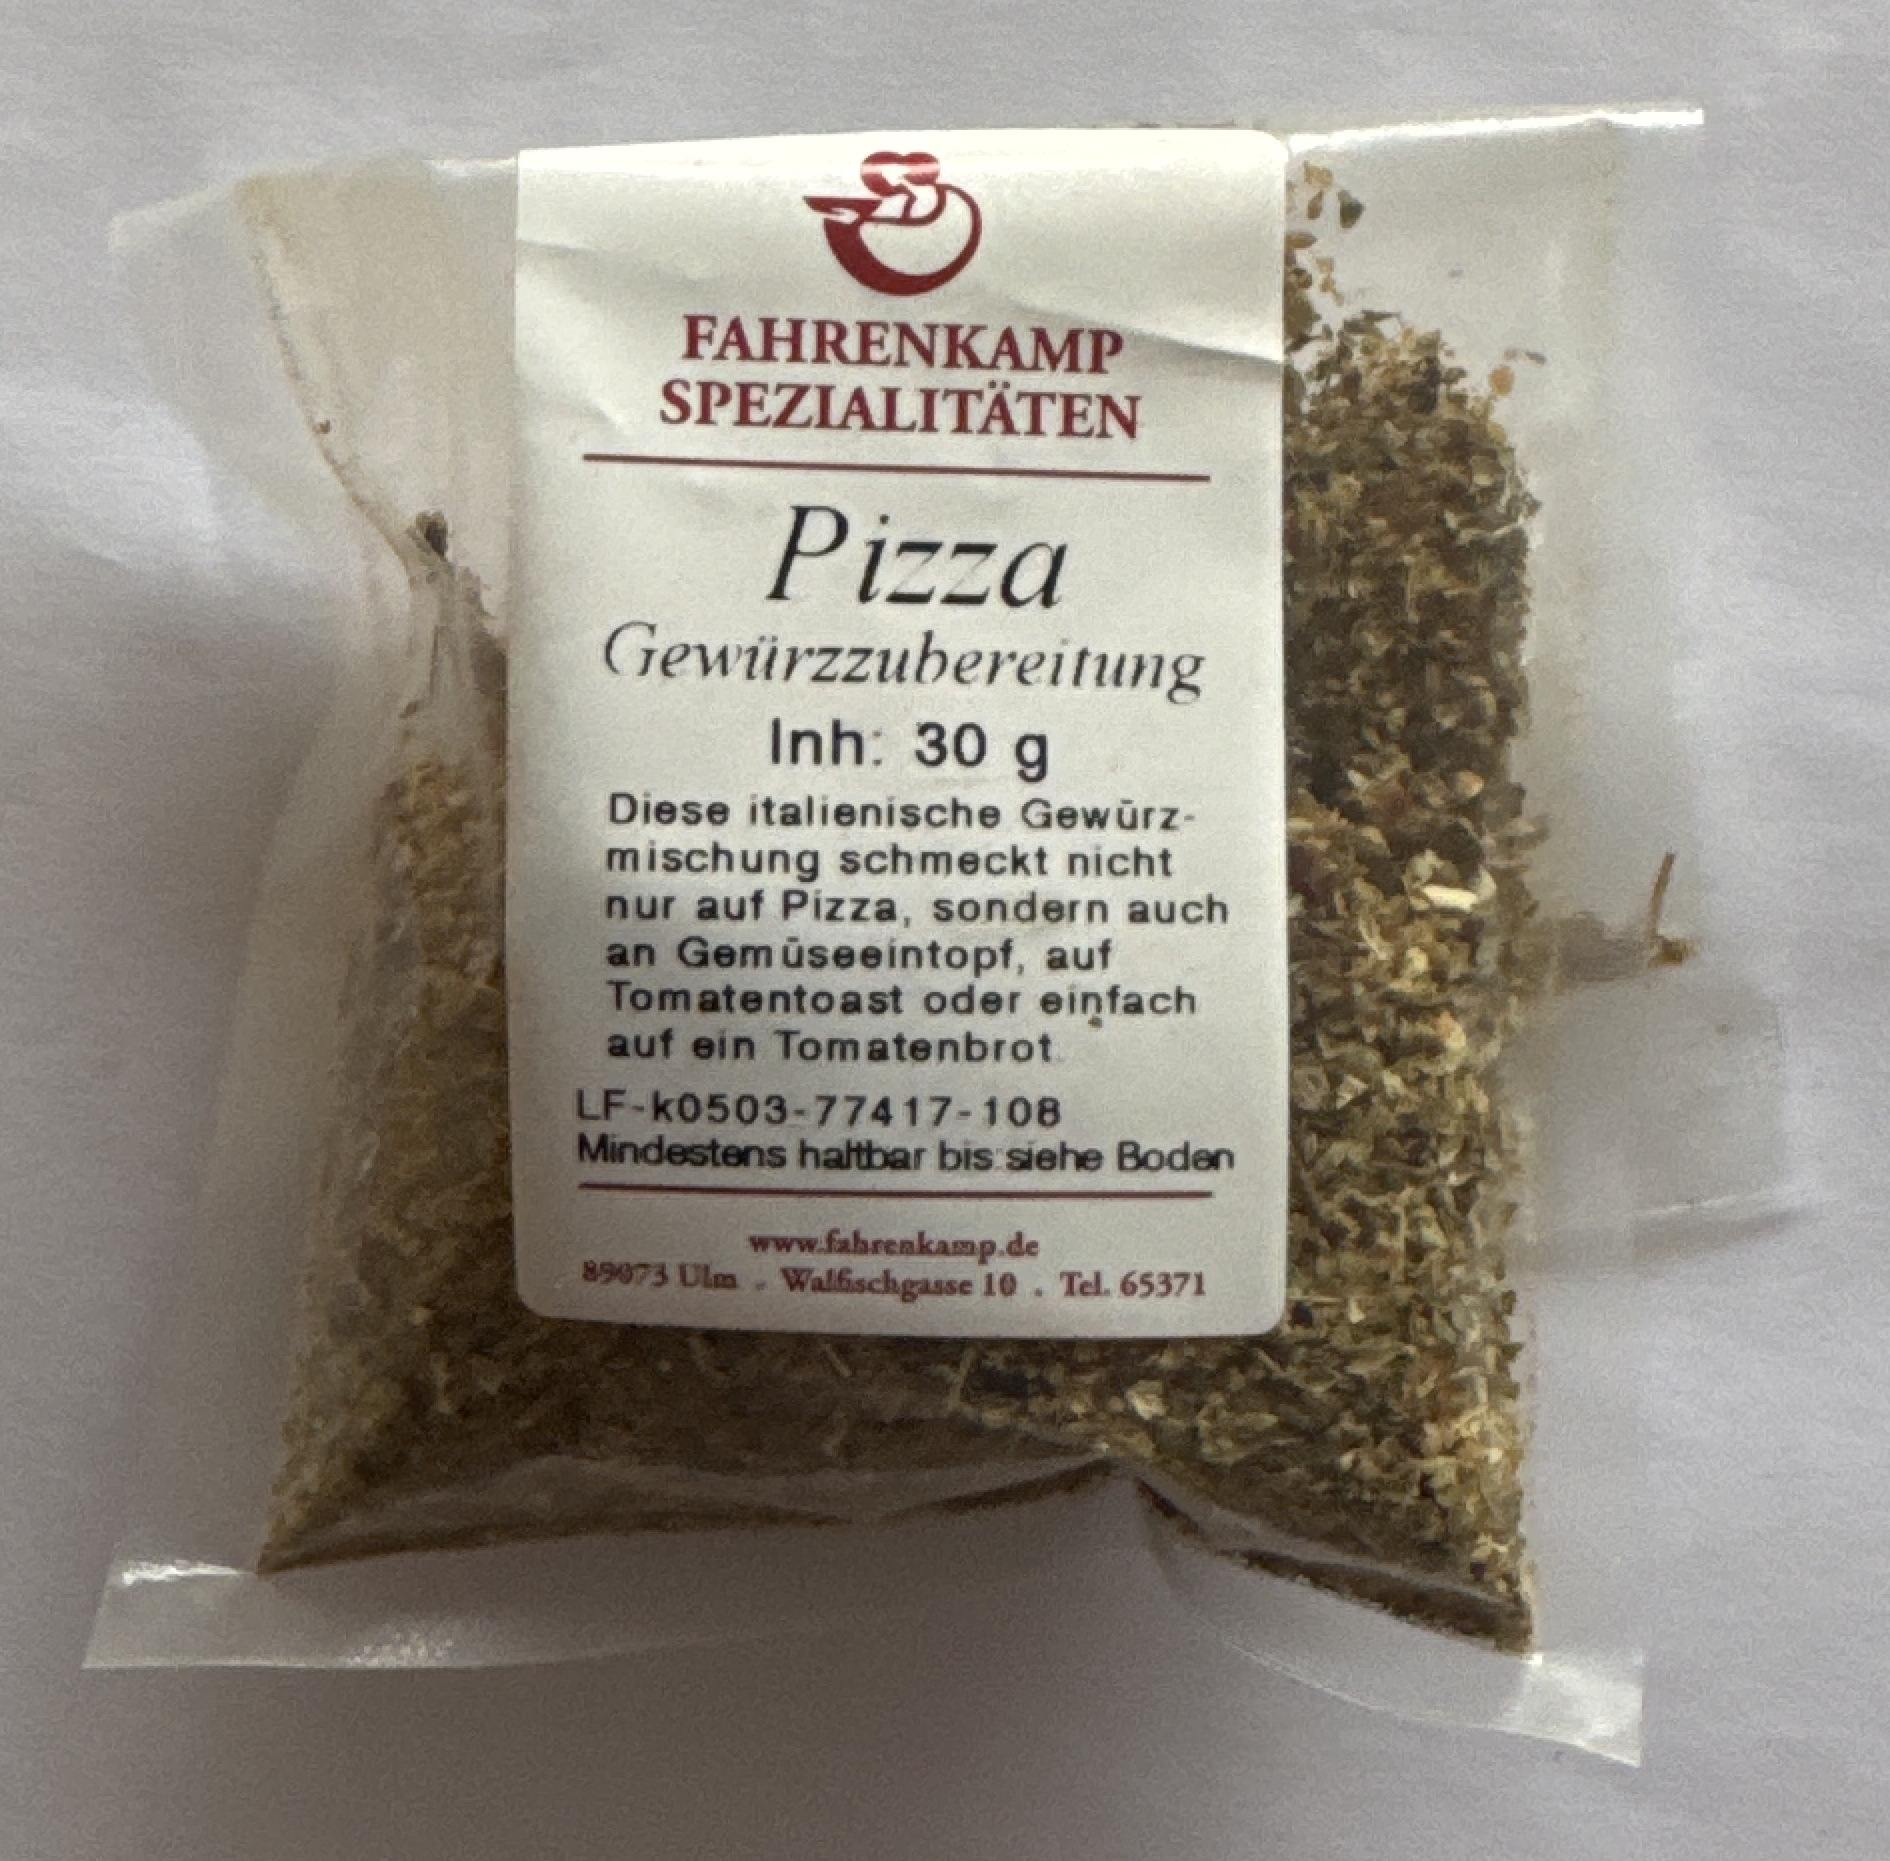 FAHRENKAMP
SPEZIALITÄTEN
Pizza
Gewürzzubereitung
Inh: 30 g
Diese italienische Gewürz-
mischung schmeckt nicht
nur auf Pizza, sondern auch
an Gemüseeintopf, auf
Tomatentoast oder einfach
auf ein Tomatenbrot
LF-k0503-77417-108
Mindestens haltbar bis siehe Boden
www.fahrenkamp.de
89073 Ulm . Walfischgasse 10 . Tel. 65371